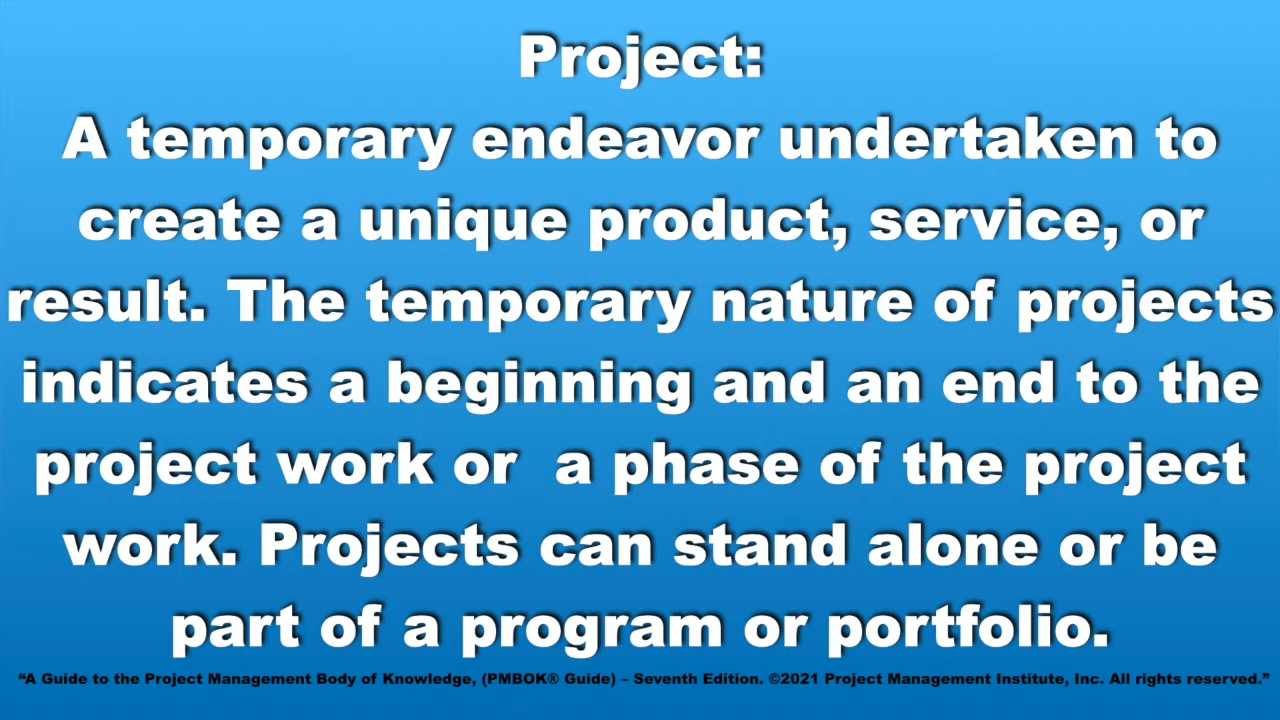 Project:
A temporary endeavor undertaken to
create a unique product, service, or
result. The temporary nature of projects
indicates a beginning and an end to the
project work or  a phase of the project
work. Projects can stand alone or be
part of a program or portfolio.
“A Guide to the Project Management Body of Knowledge, (PMBOK® Guide) – Seventh Edition. ©2021 Project Management Institute, Inc. All rights reserved.”